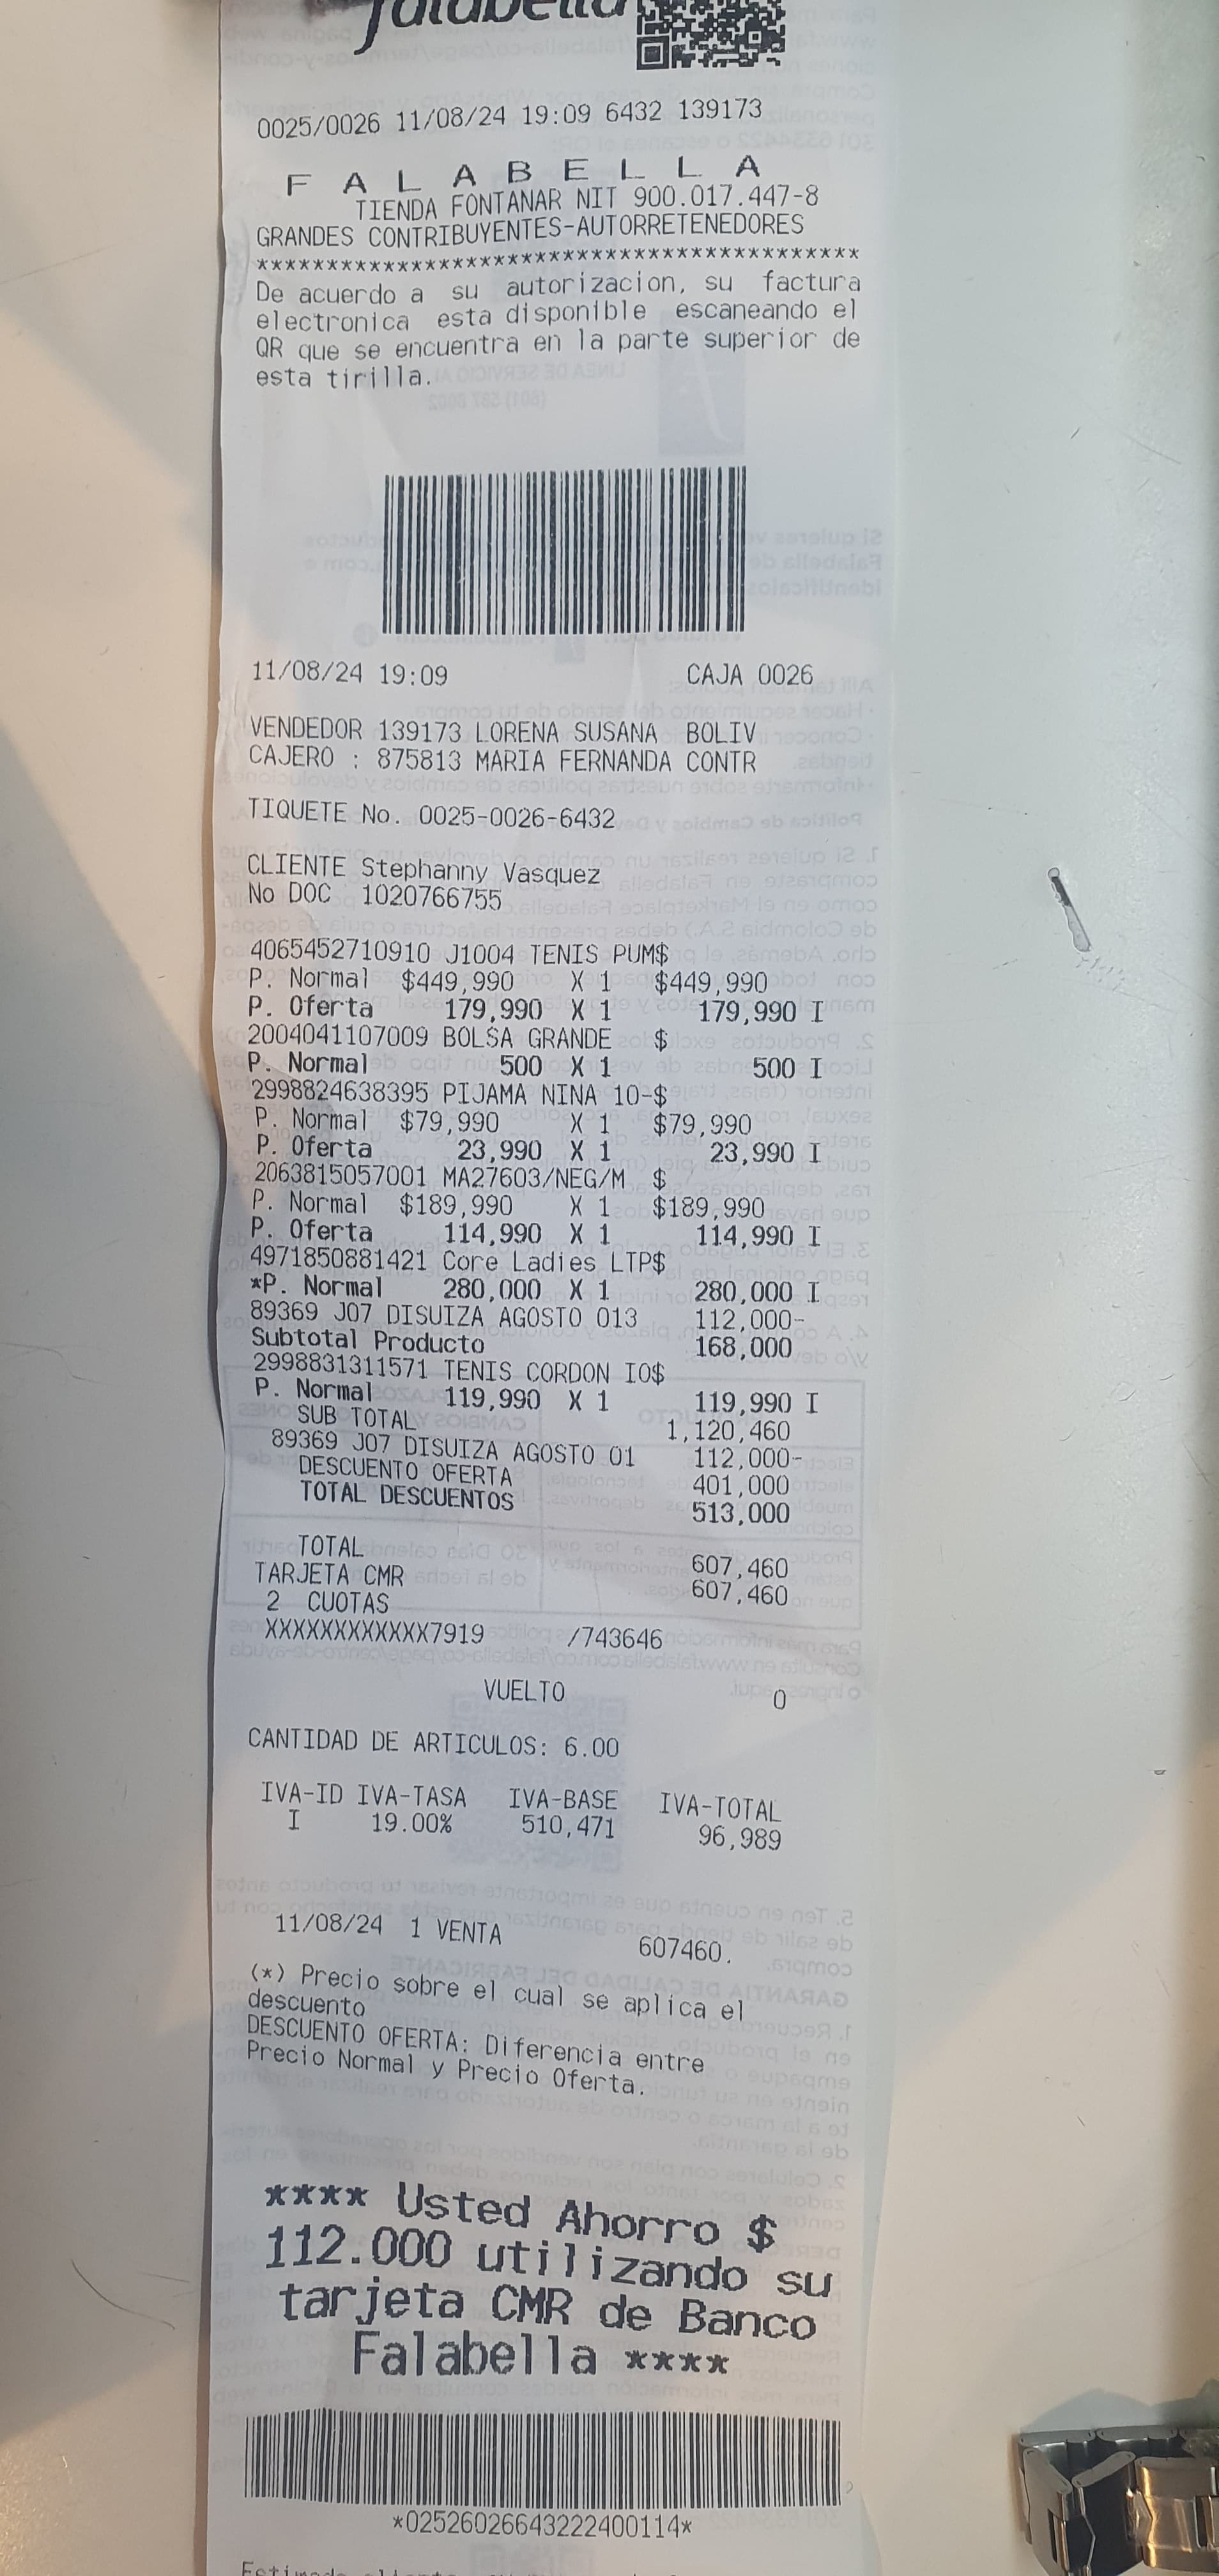 falabella
0025/0026 11/08/24 19:09 6432 139173
F A L A B E L L A
TIENDA FONTANAR NIT 900.017.447-8
GRANDES CONTRIBUYENTES-AUTORRETENEDORES
*******************************************
De acuerdo a su autorizacion, su factura
electronica esta disponible escaneando el
QR que se encuentra en la parte superior de
esta tirilla.
11/08/24 19:09 CAJA 0026
VENDEDOR 139173 LORENA SUSANA BOLIV
CAJERO : 875813 MARIA FERNANDA CONTR
TIQUETE No. 0025-0026-6432
CLIENTE Stephanny Vasquez
No DOC 1020766755
4065452710910 J1004 TENIS PUM$
P. Normal $449,990 X 1 $449,990
P. Oferta 179,990 X 1 179,990 I
2004041107009 BOLSA GRANDE $
P. Normal 500 X 1 500 I
2998824638395 PIJAMA NINA 10-$
P. Normal $79,990 X 1 $79,990
P. Oferta 23,990 X 1 23,990 I
2063815057001 MA27603/NEG/M $
P. Normal $189,990 X 1 $189,990
P. Oferta 114,990 X 1 114,990 I
4971850881421 Core Ladies LTP$
*P. Normal 280,000 X 1 280,000 I
89369 J07 DISUIZA AGOSTO 013 112,000-
Subtotal Producto 168,000
2998831311571 TENIS CORDON IO$
P. Normal 119,990 X 1 119,990 I
SUB TOTAL 1,120,460
89369 J07 DISUIZA AGOSTO 01 112,000-
DESCUENTO OFERTA 401,000
TOTAL DESCUENTOS 513,000
TOTAL 607,460
TARJETA CMR 607,460
2 CUOTAS
XXXXXXXXXXXX7919 /743646
VUELTO 0
CANTIDAD DE ARTICULOS: 6.00
IVA-ID IVA-TASA IVA-BASE IVA-TOTAL
I 19.00% 510,471 96,989
11/08/24 1 VENTA 607460.
(*) Precio sobre el cual se aplica el
descuento
DESCUENTO OFERTA: Diferencia entre
Precio Normal y Precio Oferta.
**** Usted Ahorro $
112.000 utilizando su
tarjeta CMR de Banco
Falabella ****
*02526026643222400114*